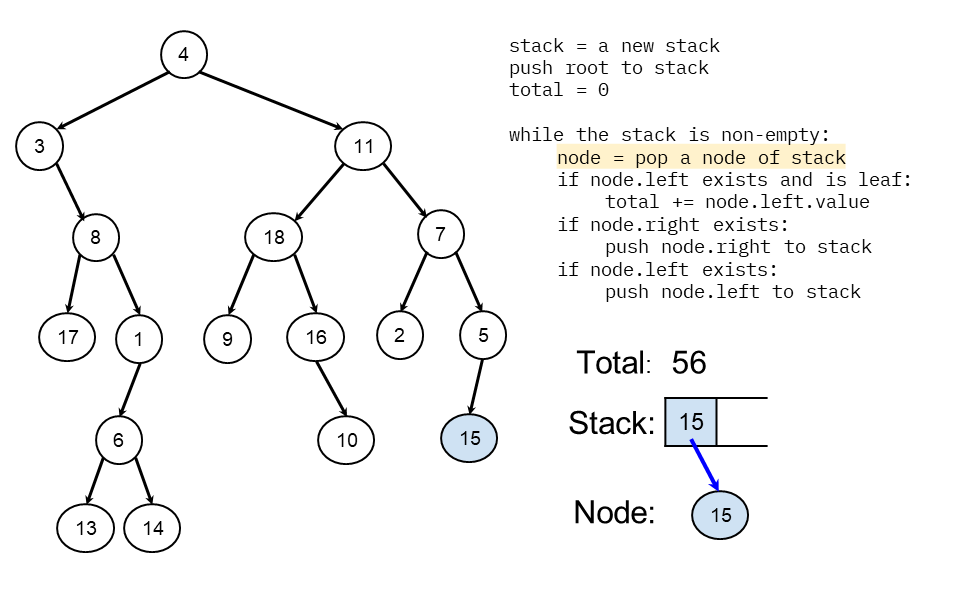 4
3
11
8
18
7
17
1
9
16
2
5
6
10
15
13
14
stack = a new stack
push root to stack
total = 0
while the stack is non-empty:
node = pop a node of stack
if node.left exists and is leaf:
total += node.left.value
if node.right exists:
push node.right to stack
if node.left exists:
push node.left to stack
Total: 56
Stack: 15
Node: 15